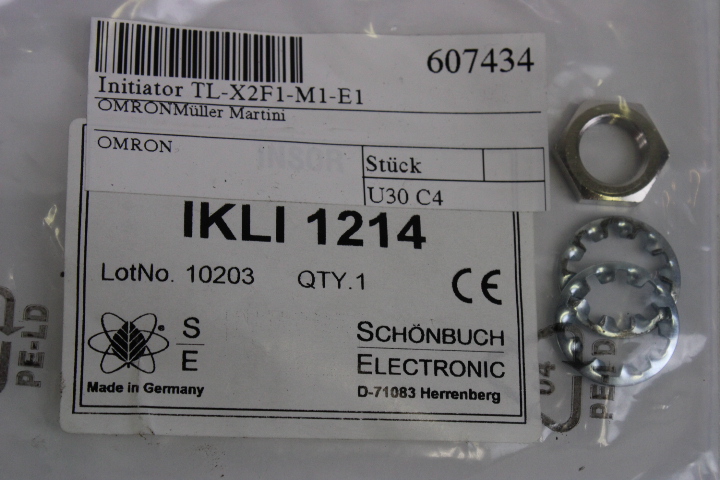 607434
Initiator TL-X2F1-M1-E1
OMRONMüller Martini
OMRON
INSOR
Stück
U30 C4
IKLI 1214
LotNo. 10203 QTY.1
CE
S
E
SCHÖNBUCH
ELECTRONIC
Made in Germany
D-71083 Herrenberg
PE-LD
04
PE-LD